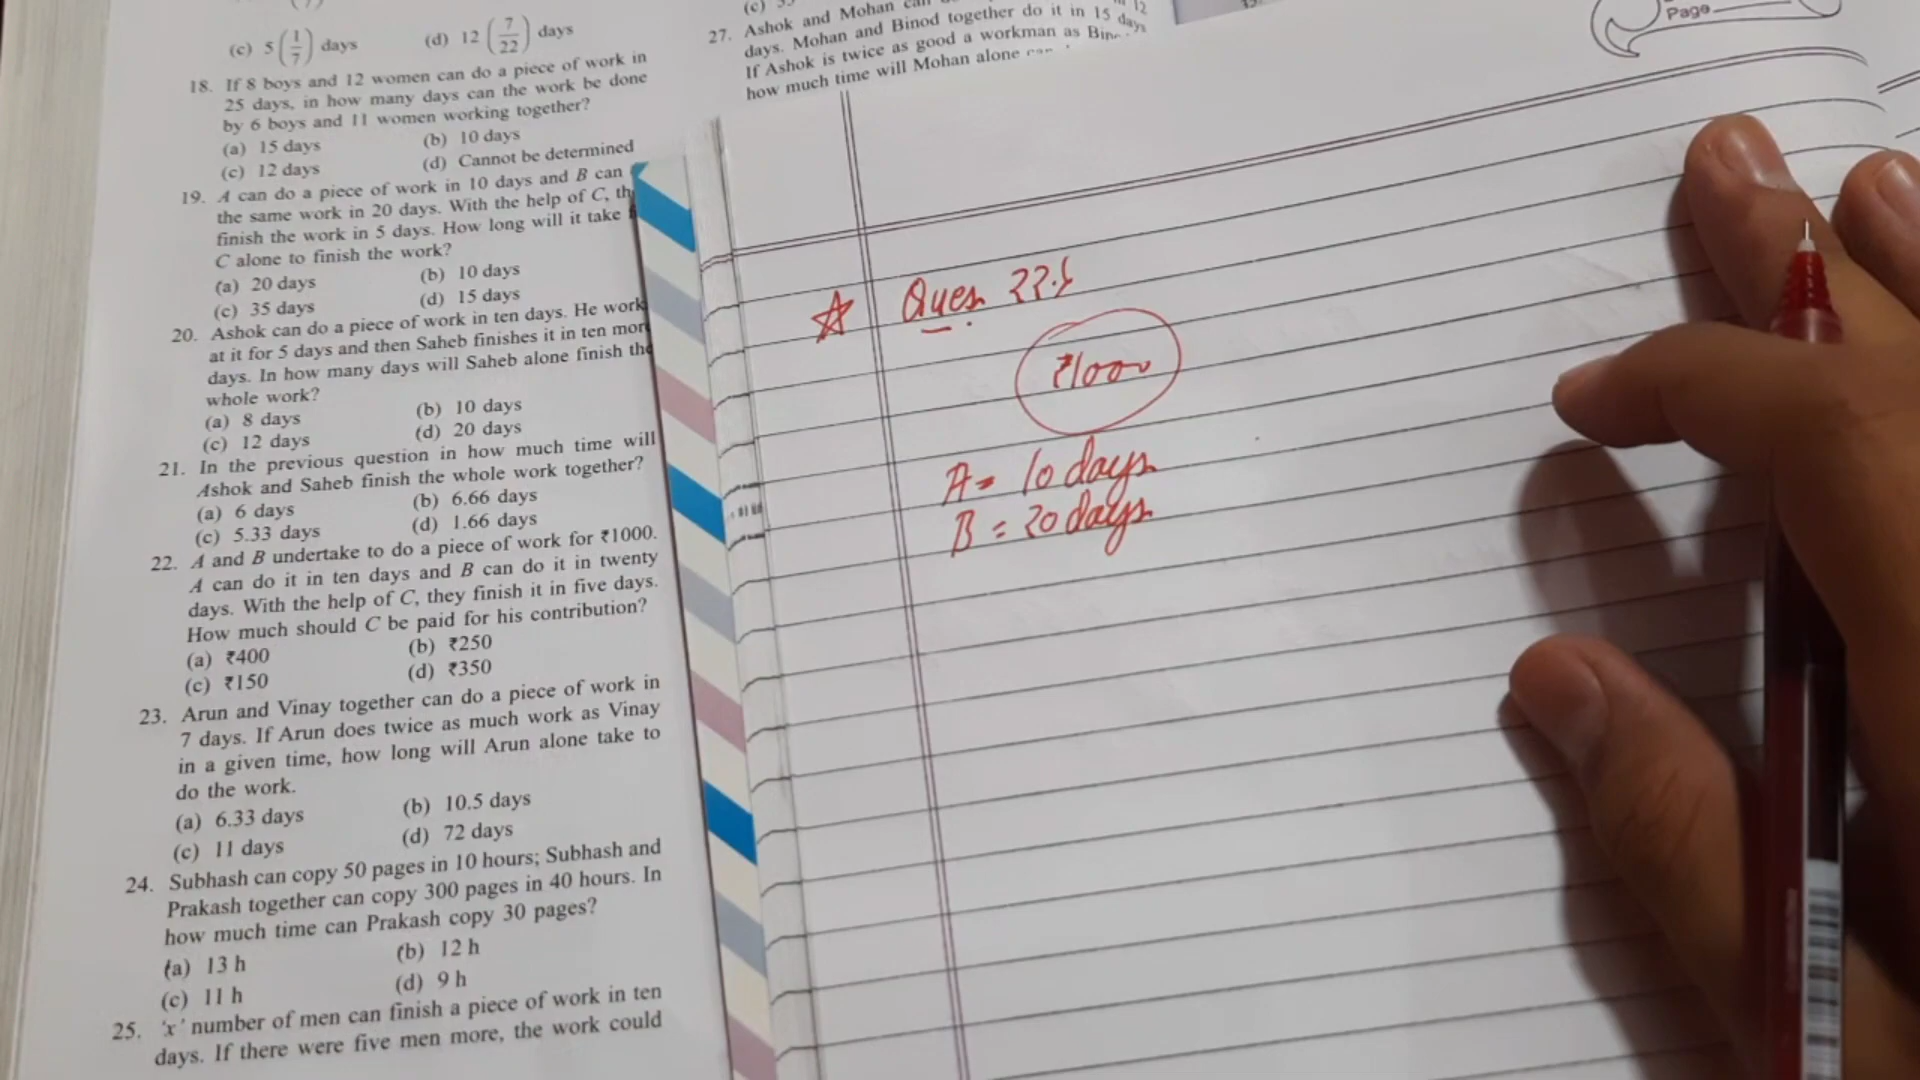 (c) 5 (1/7) days (d) 12 (7/22) days
18. If 8 boys and 12 women can do a piece of work in
25 days, in how many days can the work be done
by 6 boys and 11 women working together?
(a) 15 days (b) 10 days
(c) 12 days (d) Cannot be determined
19. A can do a piece of work in 10 days and B can
the same work in 20 days. With the help of C, th
finish the work in 5 days. How long will it take
C alone to finish the work?
(a) 20 days (b) 10 days
(c) 35 days (d) 15 days
20. Ashok can do a piece of work in ten days. He work
at it for 5 days and then Saheb finishes it in ten mor
days. In how many days will Saheb alone finish the
whole work?
(a) 8 days (b) 10 days
(c) 12 days (d) 20 days
21. In the previous question in how much time will
Ashok and Saheb finish the whole work together?
(a) 6 days (b) 6.66 days
(c) 5.33 days (d) 1.66 days
22. A and B undertake to do a piece of work for ₹1000.
A can do it in ten days and B can do it in twenty
days. With the help of C, they finish it in five days.
How much should C be paid for his contribution?
(a) ₹400 (b) ₹250
(c) ₹150 (d) ₹350
23. Arun and Vinay together can do a piece of work in
7 days. If Arun does twice as much work as Vinay
in a given time, how long will Arun alone take to
do the work.
(a) 6.33 days (b) 10.5 days
(c) 11 days (d) 72 days
24. Subhash can copy 50 pages in 10 hours; Subhash and
Prakash together can copy 300 pages in 40 hours. In
how much time can Prakash copy 30 pages?
(a) 13 h (b) 12 h
(c) 11 h (d) 9 h
25. 'x' number of men can finish a piece of work in ten
days. If there were five men more, the work could
(c)
27. Ashok and Mohan can 12
days. Mohan and Binod together do it in 15 days
If Ashok is twice as good a workman as
how much time will Mohan alone
Page
Ques 22.
₹1000
A = 10 days
B = 20 days